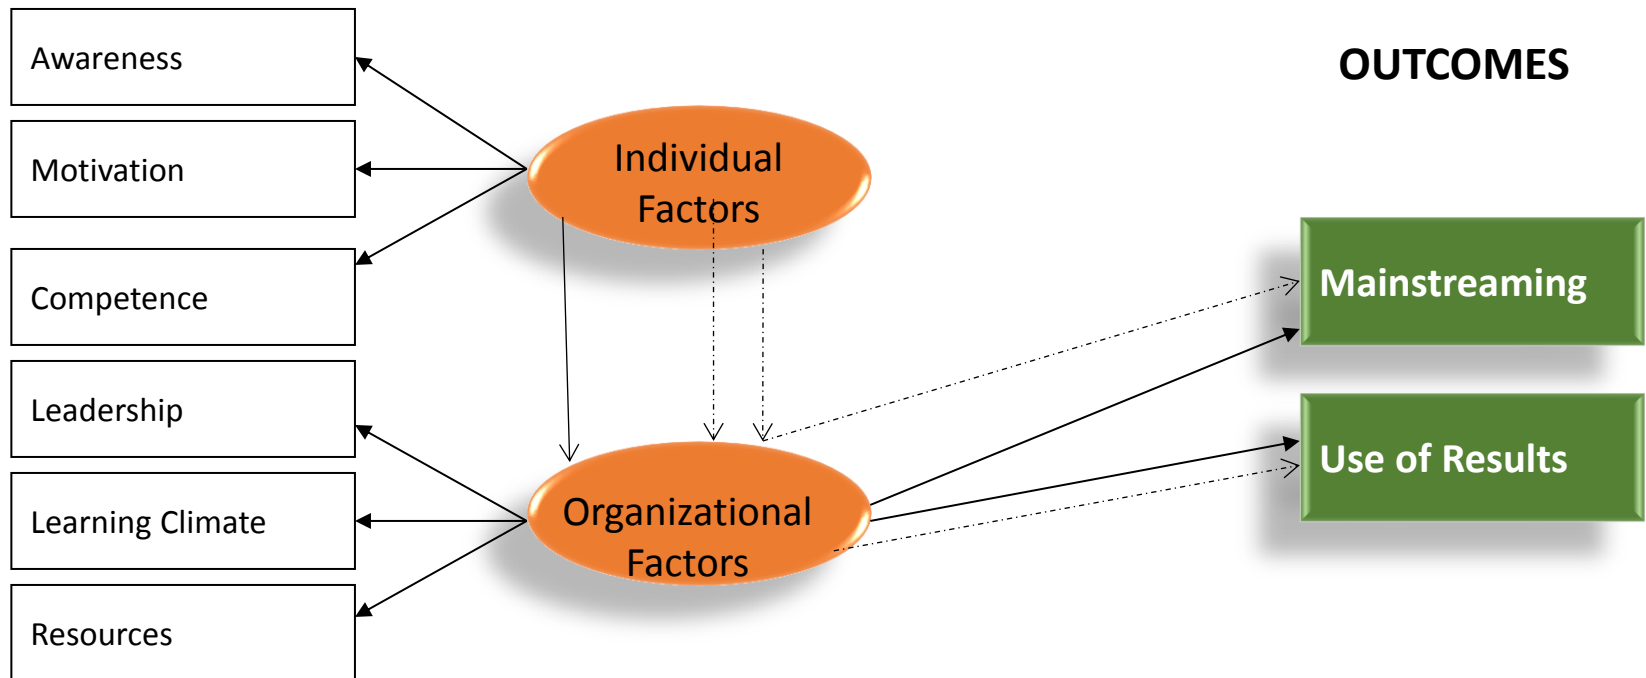 Awareness
Motivation
Competence
Leadership
Learning Climate
Resources
Individual
Factors
Organizational
Factors
OUTCOMES
Mainstreaming
Use of Results